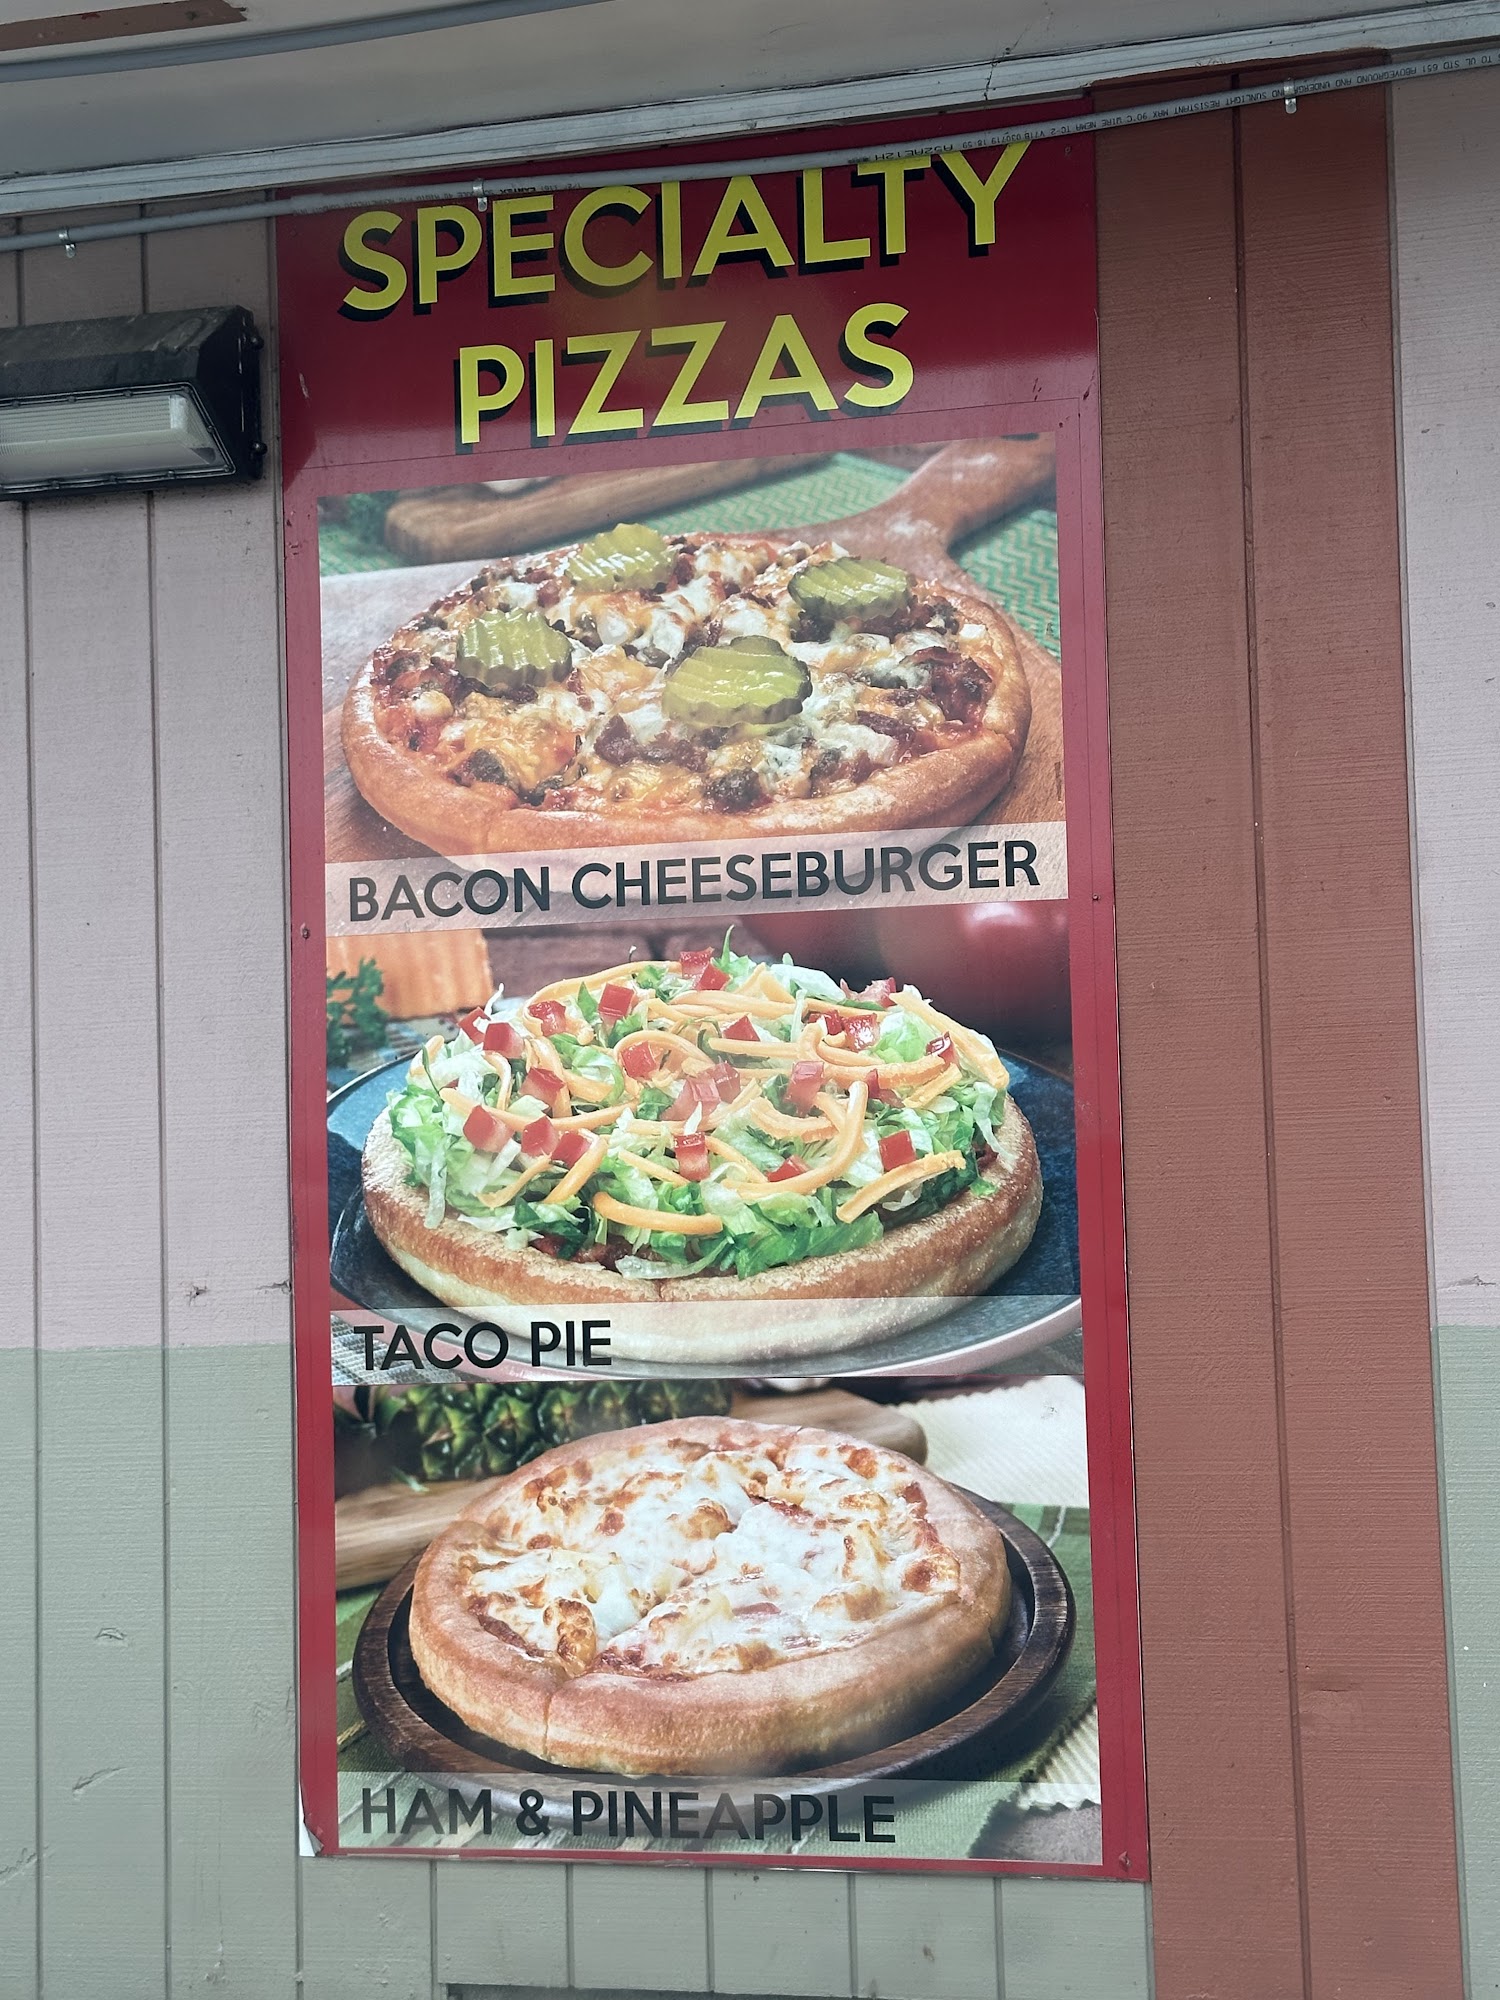 SPECIALTY
PIZZAS
BACON CHEESEBURGER
TACO PIE
HAM & PINEAPPLE